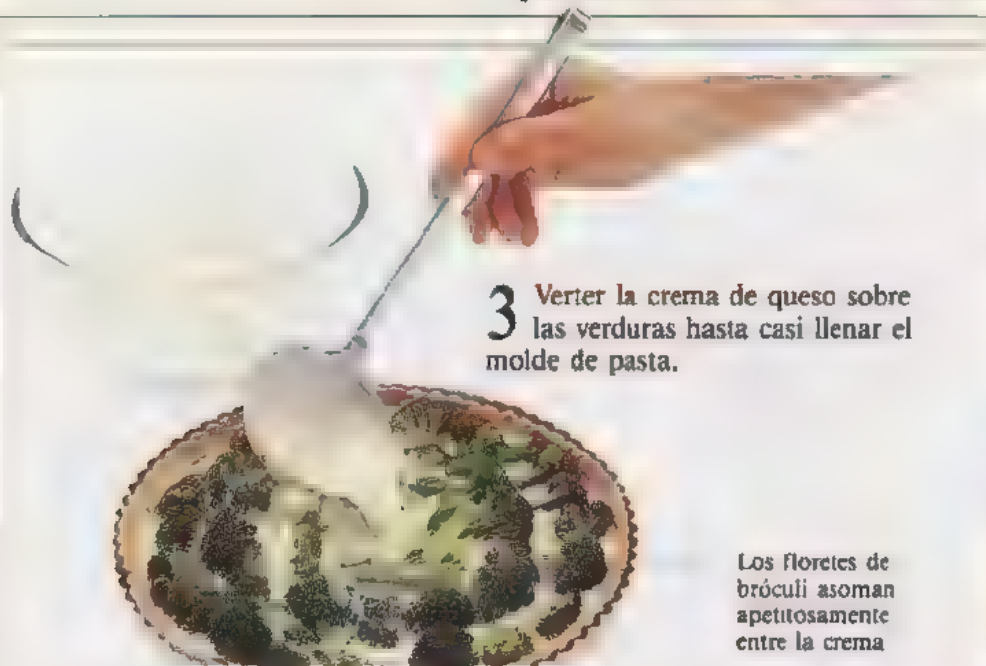 3 Verter la crema de queso sobre
las verduras hasta casi llenar el
molde de pasta.
Los floretes de
bróculi asoman
apetitosamente
entre la crema